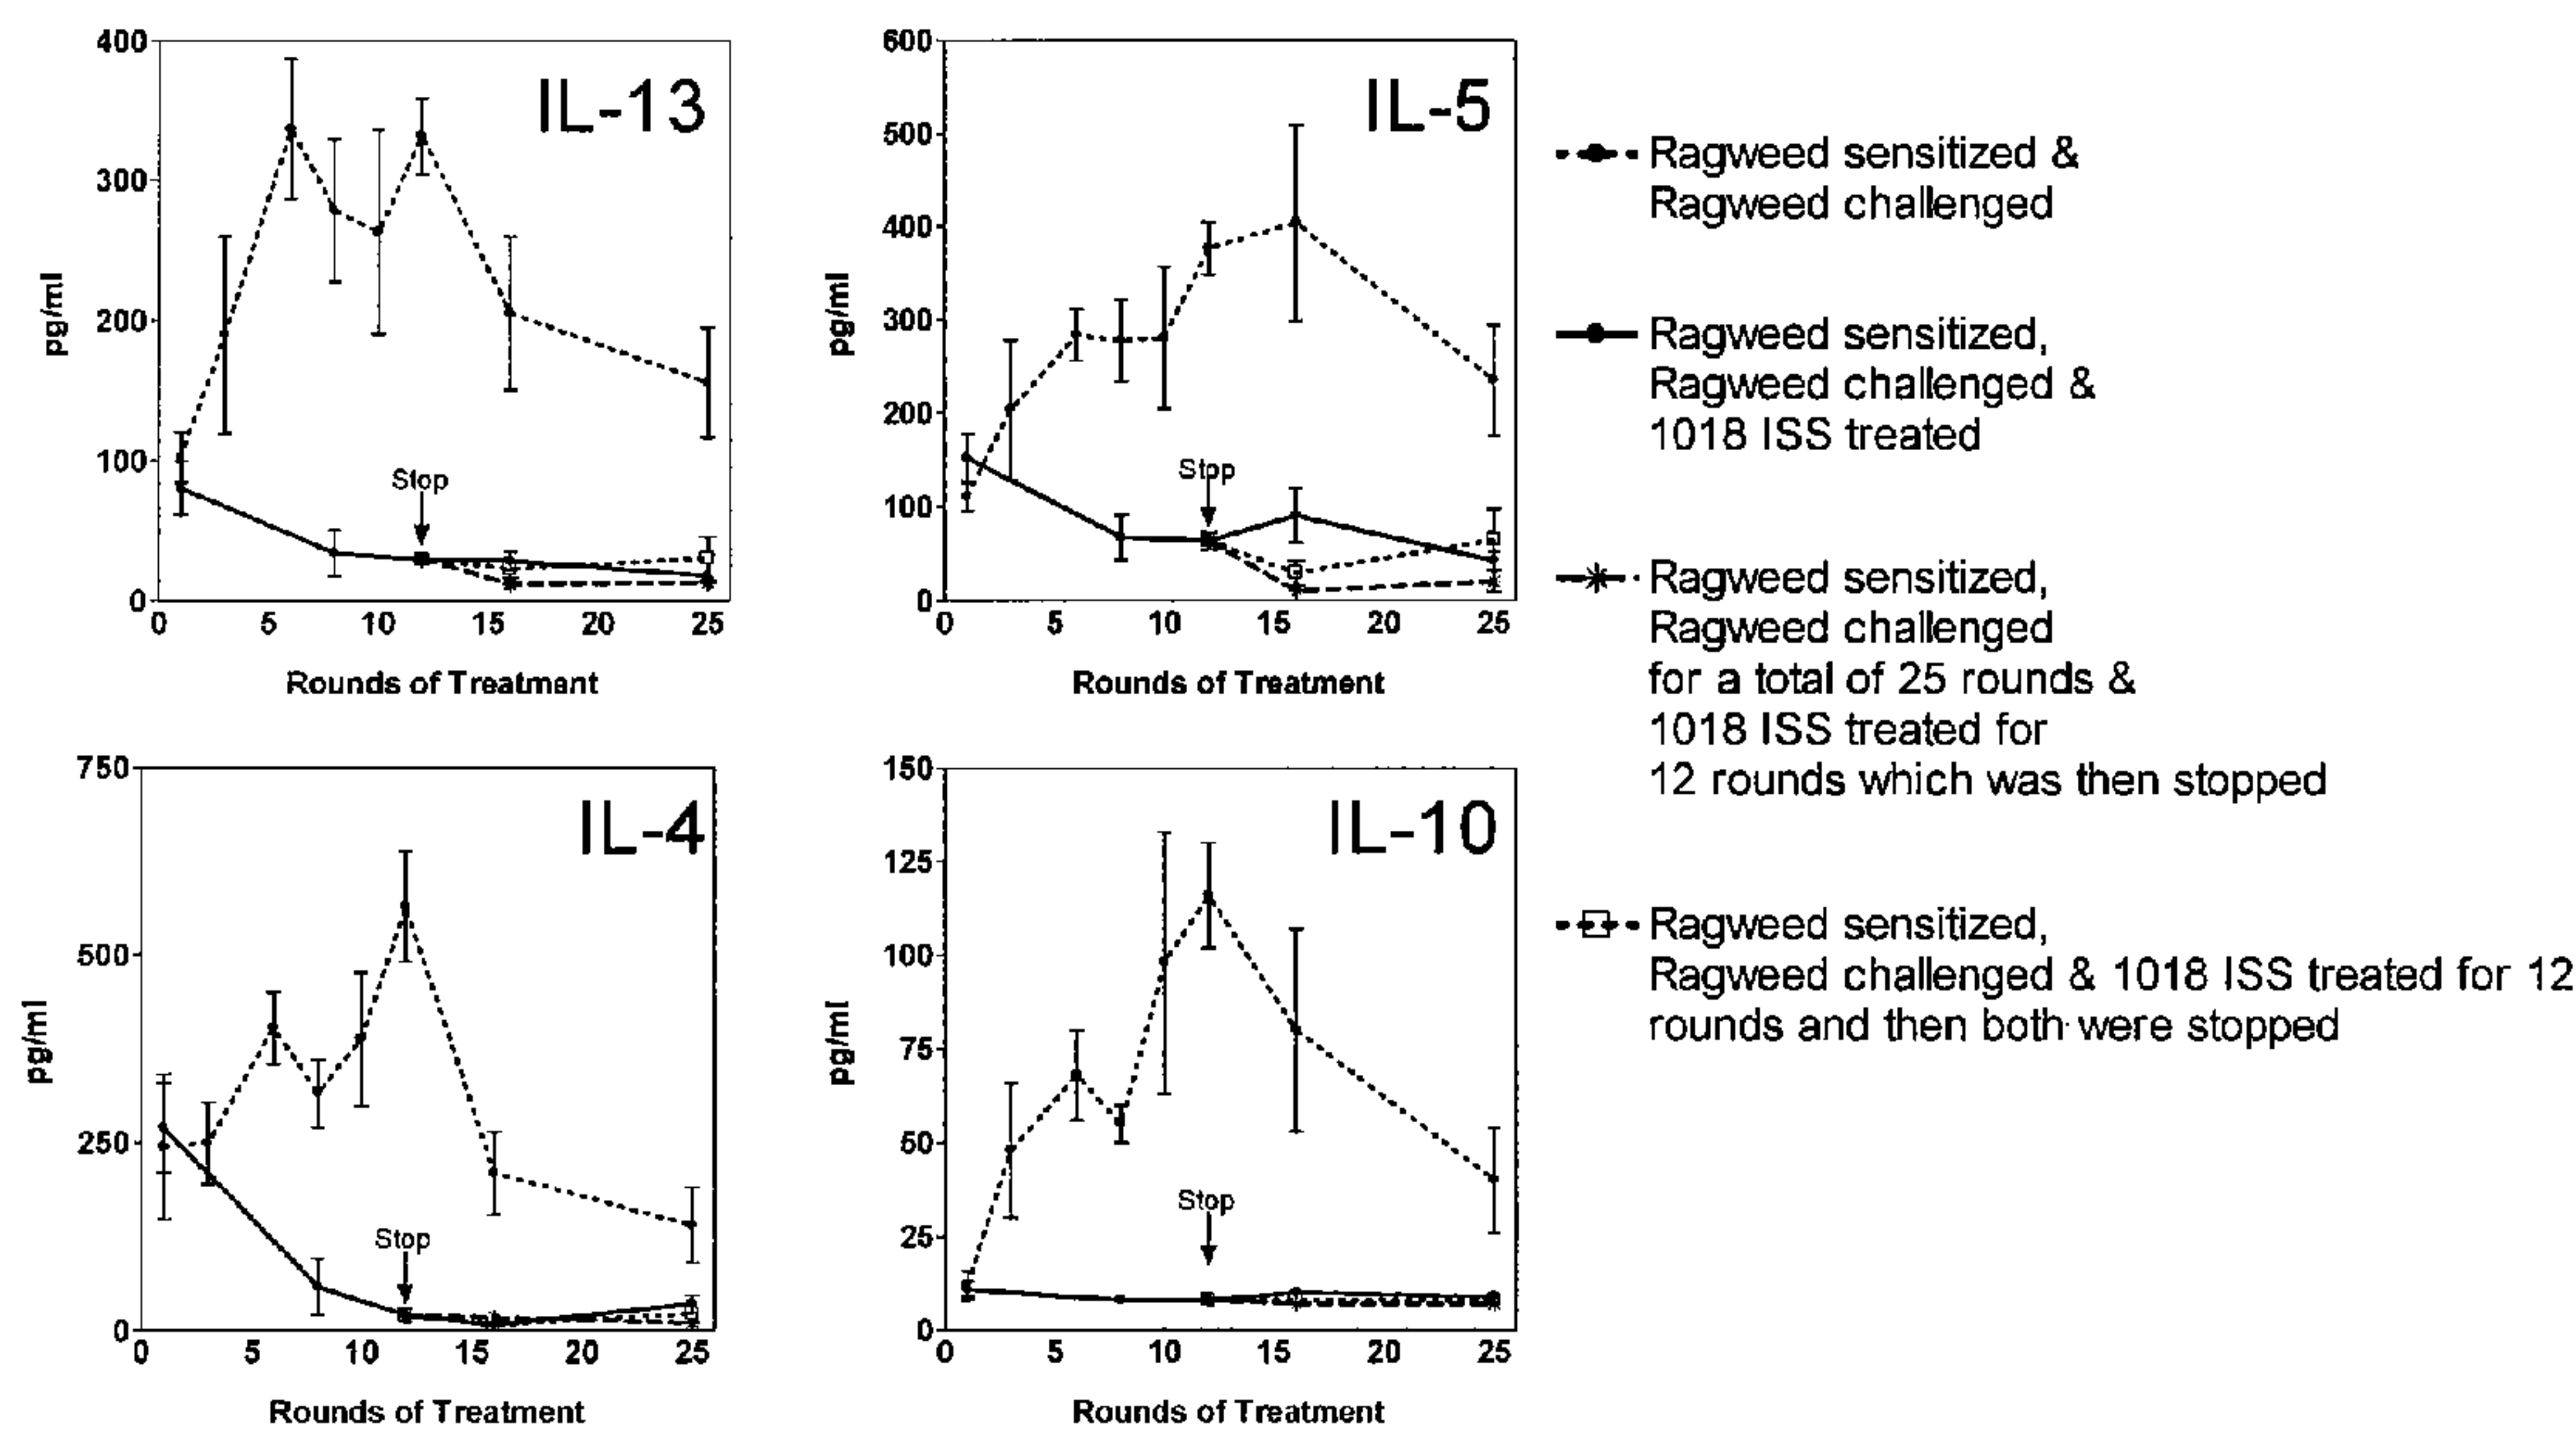 IL-13
400
300
200
100
0
pg/ml
Stop
0 5 10 15 20 25
Rounds of Treatment
IL-5
600
500
400
300
200
100
0
pg/ml
Stop
0 5 10 15 20 25
Rounds of Treatment
IL-4
750
500
250
0
pg/ml
Stop
0 5 10 15 20 25
Rounds of Treatment
IL-10
150
125
100
75
50
25
0
pg/ml
Stop
0 5 10 15 20 25
Rounds of Treatment
Ragweed sensitized &
Ragweed challenged
Ragweed sensitized,
Ragweed challenged &
1018 ISS treated
Ragweed sensitized,
Ragweed challenged
for a total of 25 rounds &
1018 ISS treated for
12 rounds which was then stopped
Ragweed sensitized,
Ragweed challenged & 1018 ISS treated for 12
rounds and then both were stopped